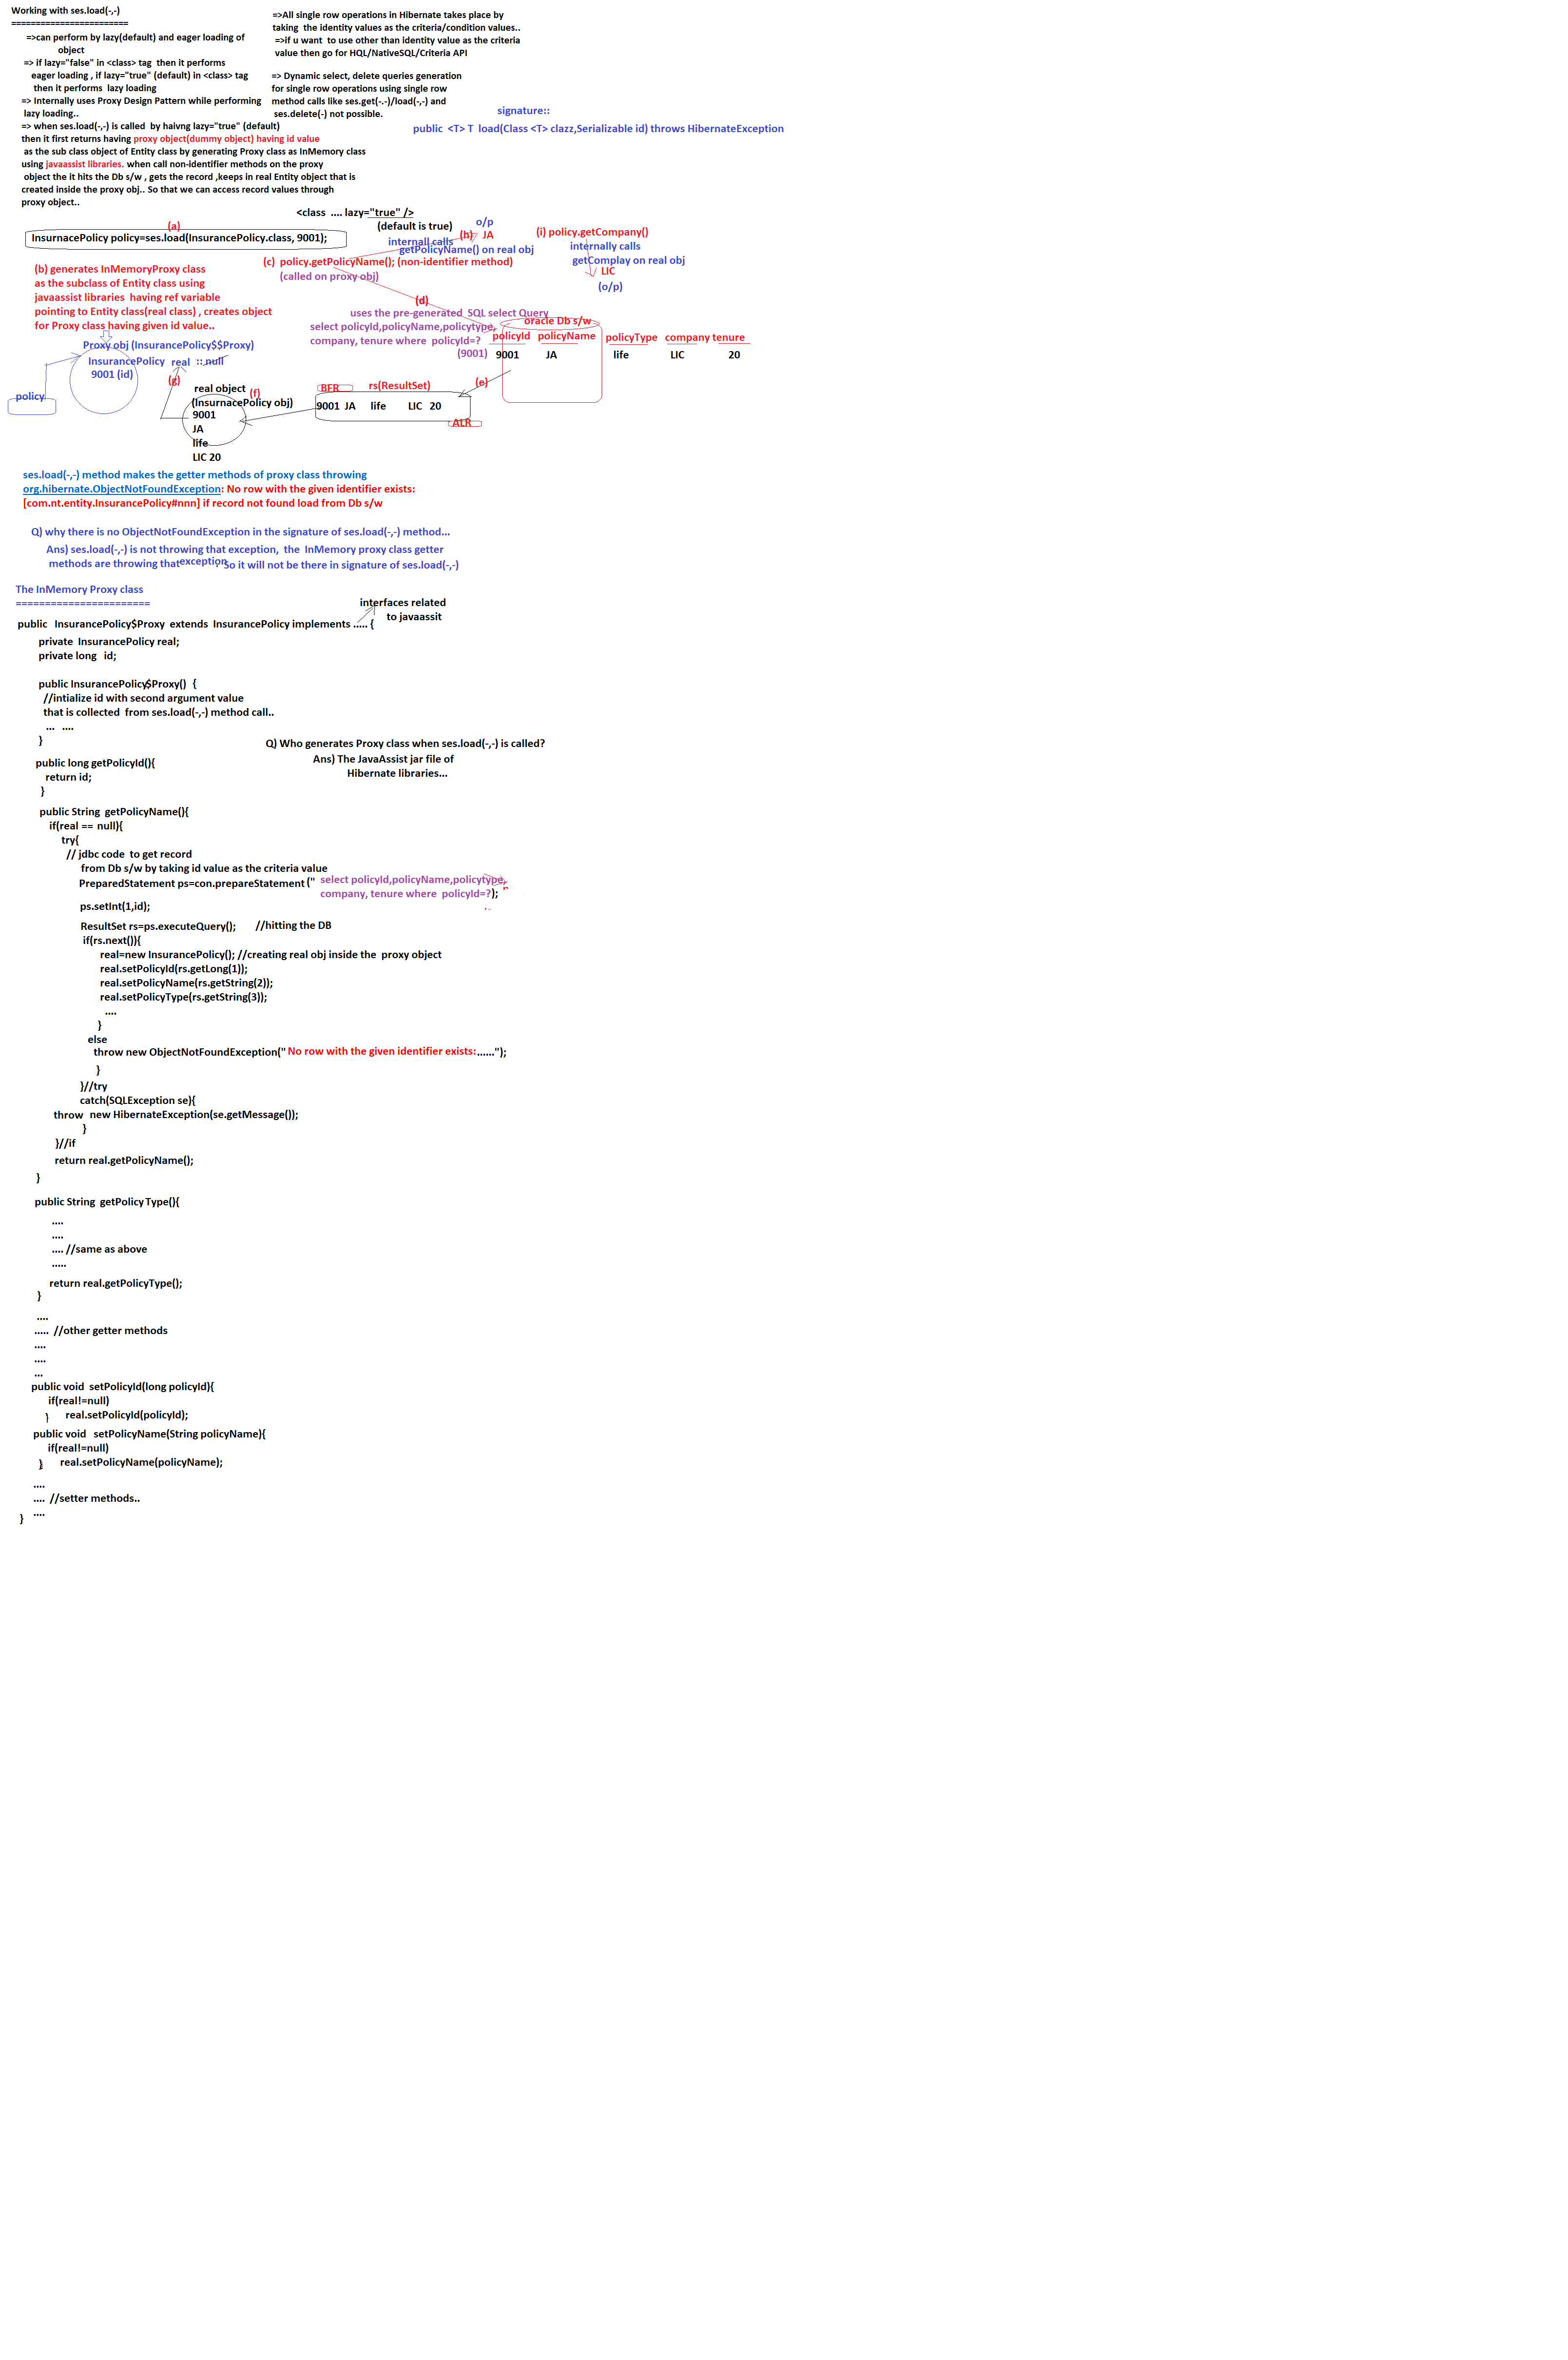 Working with ses.load(-,-)
========================
=>can perform by lazy(default) and eager loading of
object
=> if lazy="false" in <class> tag  then it performs
eager loading , if lazy="true" (default) in <class> tag
then it performs  lazy loading
=> Internally uses Proxy Design Pattern while performing
lazy loading..
=> when ses.load(-,-) is called  by haivng lazy="true" (default)
then it first returns having proxy object(dummy object) having id value
as the sub class object of Entity class by generating Proxy class as InMemory class
using javaassist libraries. when call non-identifier methods on the proxy
object the it hits the Db s/w , gets the record ,keeps in real Entity object that is
created inside the proxy obj.. So that we can access record values through
proxy object..
=>All single row operations in Hibernate takes place by
taking  the identity values as the criteria/condition values..
=>if u want  to use other than identity value as the criteria
value then go for HQL/NativeSQL/Criteria API
=> Dynamic select, delete queries generation
for single row operations using single row
method calls like ses.get(-.-)/load(-,-) and
ses.delete(-) not possible.
signature::
public  <T> T  load(Class <T> clazz,Serializable id) throws HibernateException
<class  .... lazy="true" />
(default is true)
(a)
InsurnacePolicy policy=ses.load(InsurancePolicy.class, 9001);
o/p
(h)  JA
internall calls
getPolicyName() on real obj
(i) policy.getCompany()
internally calls
getComplay on real obj
LIC
(o/p)
(c)  policy.getPolicyName(); (non-identifier method)
(called on proxy obj)
(b) generates InMemoryProxy class
as the subclass of Entity class using
javaassist libraries  having ref variable
pointing to Entity class(real class) , creates object
for Proxy class having given id value..
(d)
uses the pre-generated  SQL select Query
select policyId,policyName,policytype,
company, tenure where  policyId=?
(9001)
oracle Db s/w
policyId   policyName   policyType   company tenure
9001   JA   life   LIC   20
Proxy obj (InsurancePolicy$$Proxy)
InsurancePolicy  real  :: null
9001 (id)
policy
(g)
real object
(InsurnacePolicy obj)
9001
JA
life
LIC 20
(f)
BFR
rs(ResultSet)
(e)
9001  JA   life   LIC  20
ALR
ses.load(-,-) method makes the getter methods of proxy class throwing
org.hibernate.ObjectNotFoundException: No row with the given identifier exists:
[com.nt.entity.InsurancePolicy#nnn] if record not found load from Db s/w
Q) why there is no ObjectNotFoundException in the signature of ses.load(-,-) method...
Ans) ses.load(-,-) is not throwing that exception,  the  InMemory proxy class getter
methods are throwing that exception. So it will not be there in signature of ses.load(-,-)
The InMemory Proxy class
=======================
interfaces related
to javaassit
public   InsurancePolicy$Proxy  extends  InsurancePolicy implements ..... {
private  InsurancePolicy real;
private long  id;
public InsurancePolicy$Proxy()  {
//intialize id with second argument value
that is collected  from ses.load(-,-) method call..
...   ....
}
Q) Who generates Proxy class when ses.load(-,-) is called?
Ans) The JavaAssist jar file of
Hibernate libraries...
public long getPolicyId(){
return id;
}
public String  getPolicyName(){
if(real ==  null){
try{
// jdbc code  to get record
from Db s/w by taking id value as the criteria value
PreparedStatement ps=con.prepareStatement ("  select policyId,policyName,policytype,
company, tenure where  policyId=?);
ps.setInt(1,id);
ResultSet rs=ps.executeQuery();      //hitting the DB
if(rs.next()){
real=new InsurancePolicy(); //creating real obj inside the  proxy object
real.setPolicyId(rs.getLong(1));
real.setPolicyName(rs.getString(2));
real.setPolicyType(rs.getString(3));
....
}
else
throw new ObjectNotFoundException(" No row with the given identifier exists:......");
}
}//try
catch(SQLException se){
throw  new HibernateException(se.getMessage());
}
}//if
return real.getPolicyName();
}
public String  getPolicy Type(){
....
....
.... //same as above
.....
return real.getPolicyType();
}
....
.....  //other getter methods
....
....
...
public void  setPolicyId(long policyId){
if(real!=null)
}     real.setPolicyId(policyId);
public void   setPolicyName(String policyName){
if(real!=null)
}     real.setPolicyName(policyName);
....
....  //setter methods..
....
}